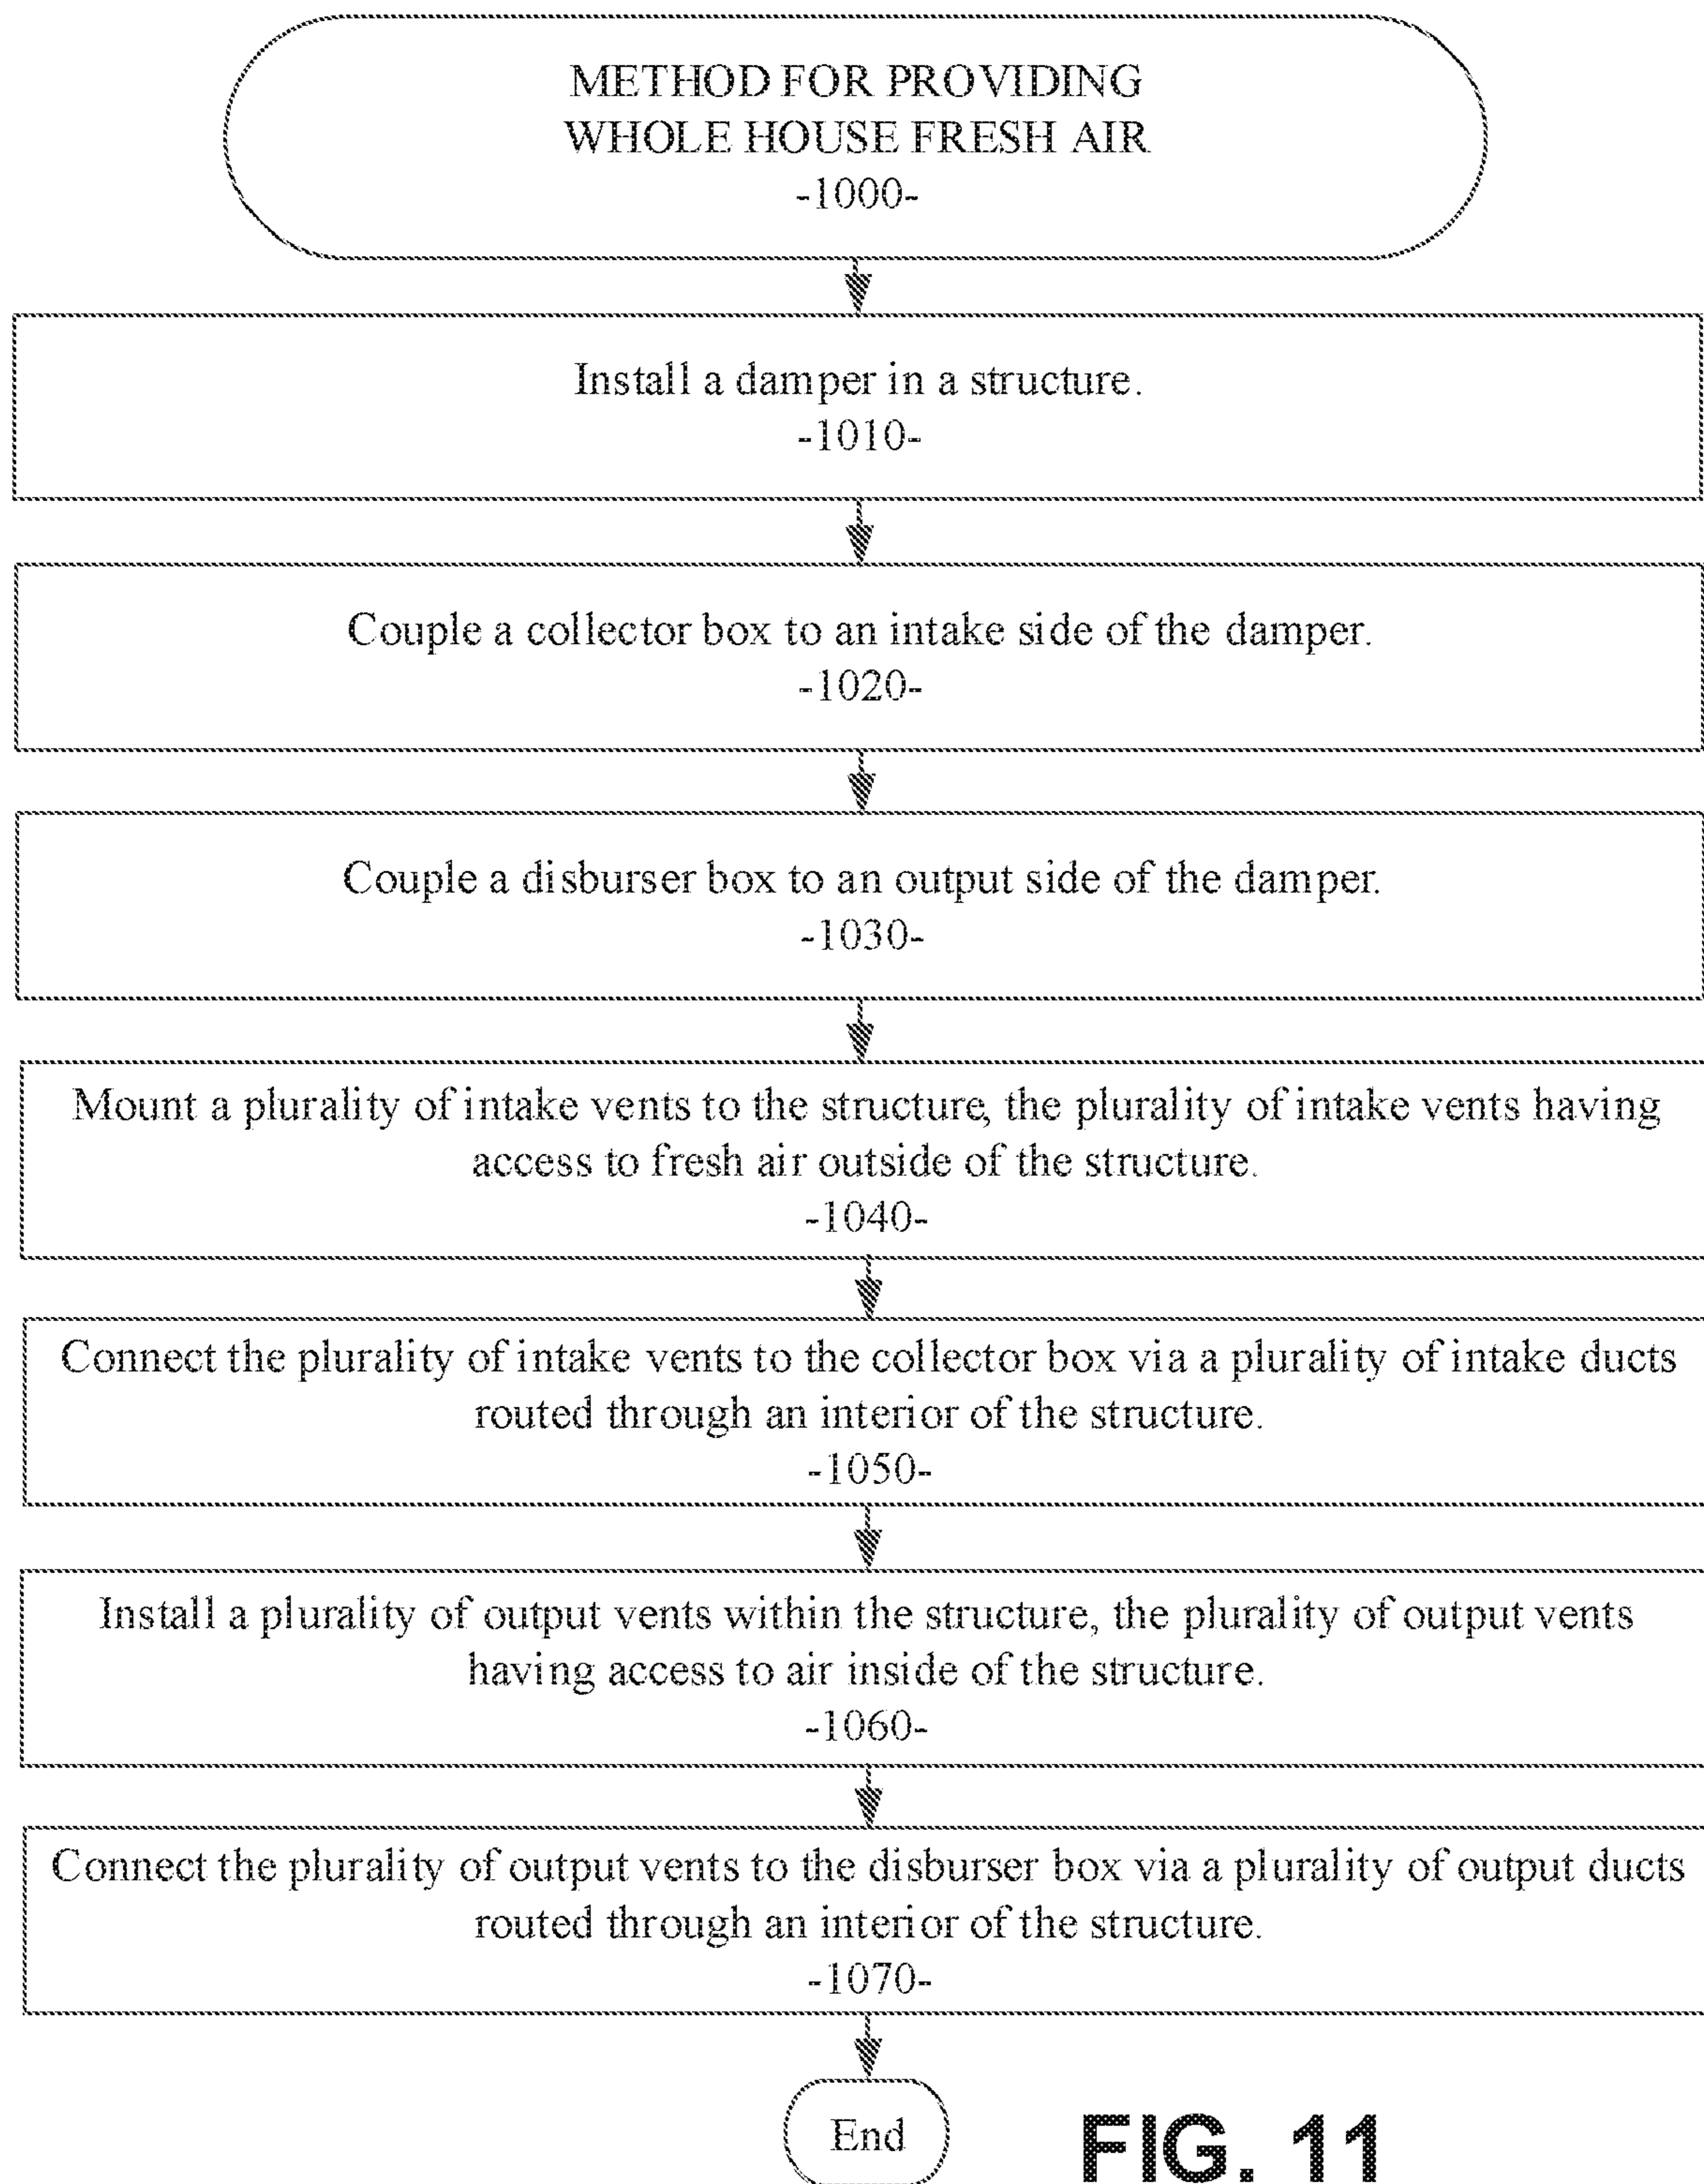 METHOD FOR PROVIDING
WHOLE HOUSE FRESH AIR
-1000-
Install a damper in a structure.
-1010-
Couple a collector box to an intake side of the damper.
-1020-
Couple a disburser box to an output side of the damper.
-1030-
Mount a plurality of intake vents to the structure, the plurality of intake vents having
access to fresh air outside of the structure.
-1040-
Connect the plurality of intake vents to the collector box via a plurality of intake ducts
routed through an interior of the structure.
-1050-
Install a plurality of output vents within the structure, the plurality of output vents
having access to air inside of the structure.
-1060-
Connect the plurality of output vents to the disburser box via a plurality of output ducts
routed through an interior of the structure.
-1070-
End
FIG. 11